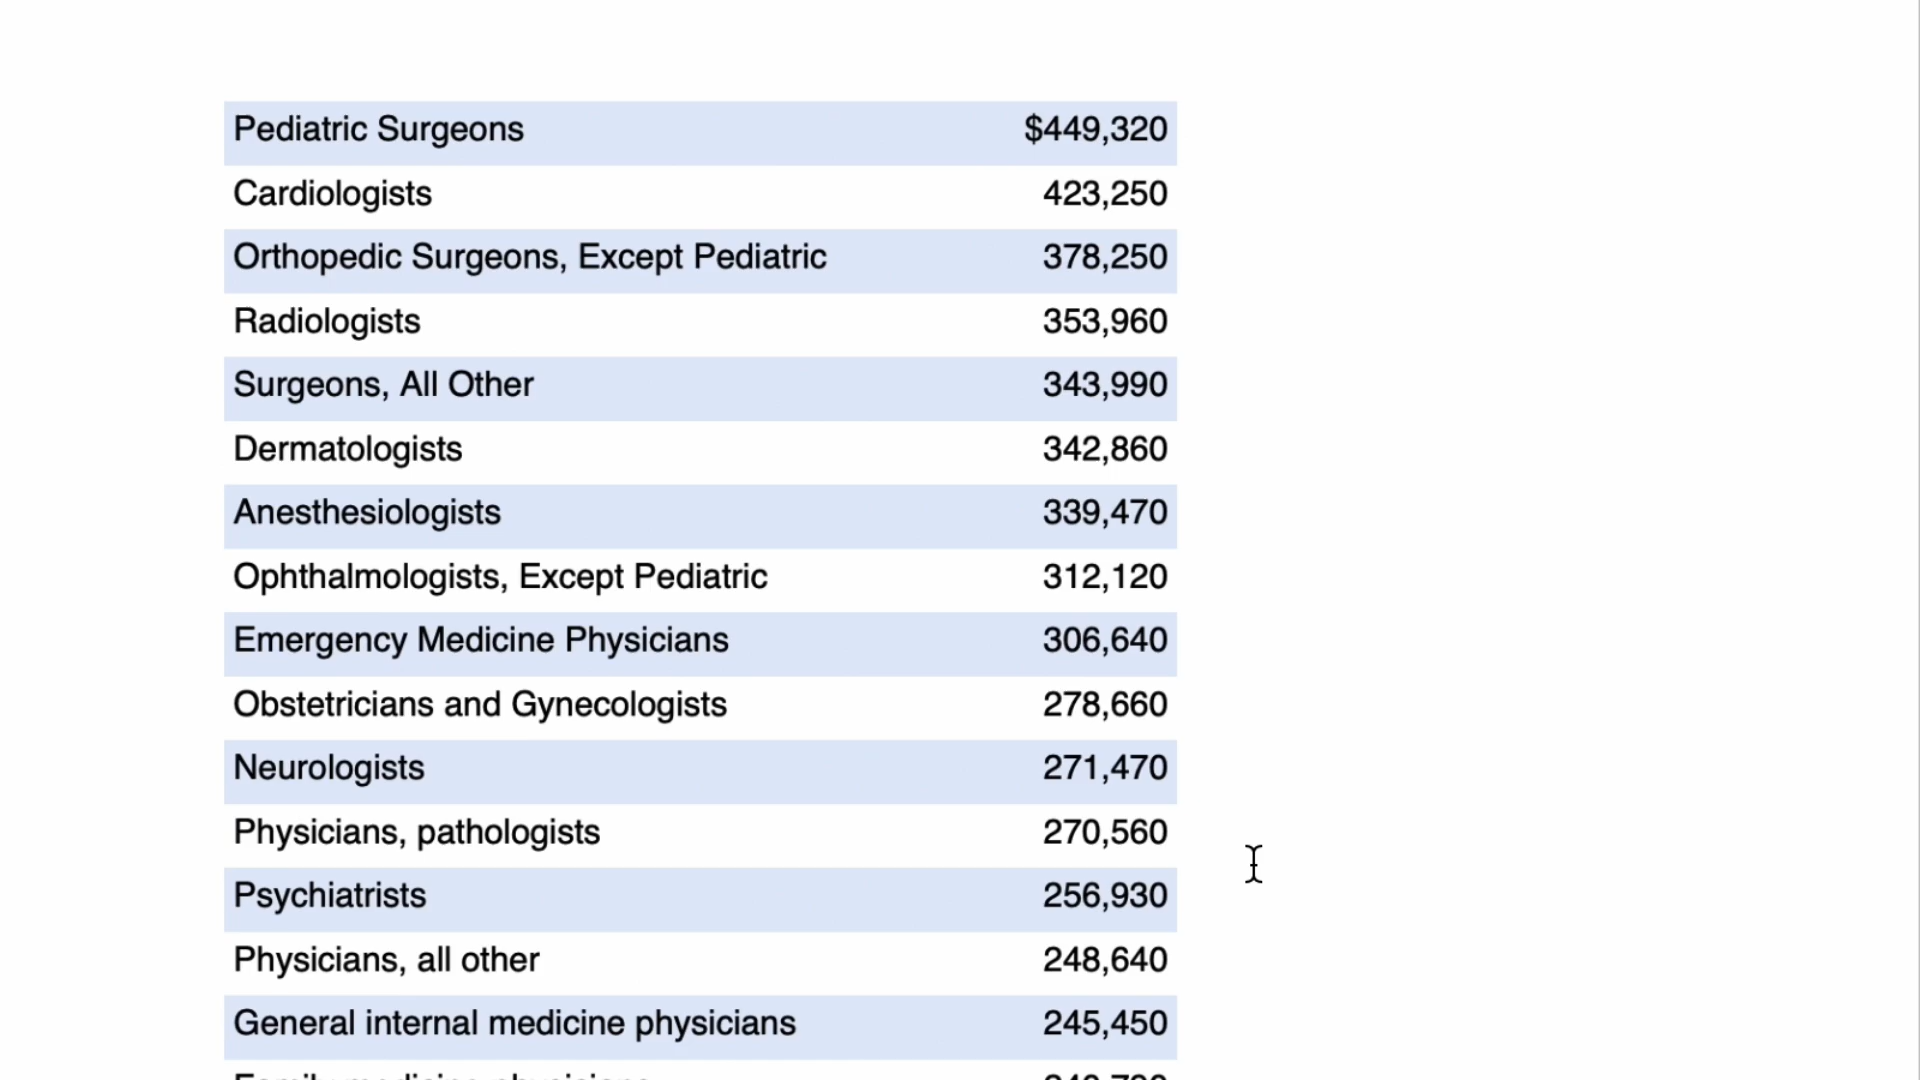 Pediatric Surgeons $449,320
Cardiologists 423,250
Orthopedic Surgeons, Except Pediatric 378,250
Radiologists 353,960
Surgeons, All Other 343,990
Dermatologists 342,860
Anesthesiologists 339,470
Ophthalmologists, Except Pediatric 312,120
Emergency Medicine Physicians 306,640
Obstetricians and Gynecologists 278,660
Neurologists 271,470
Physicians, pathologists 270,560
Psychiatrists 256,930
Physicians, all other 248,640
General internal medicine physicians 245,450